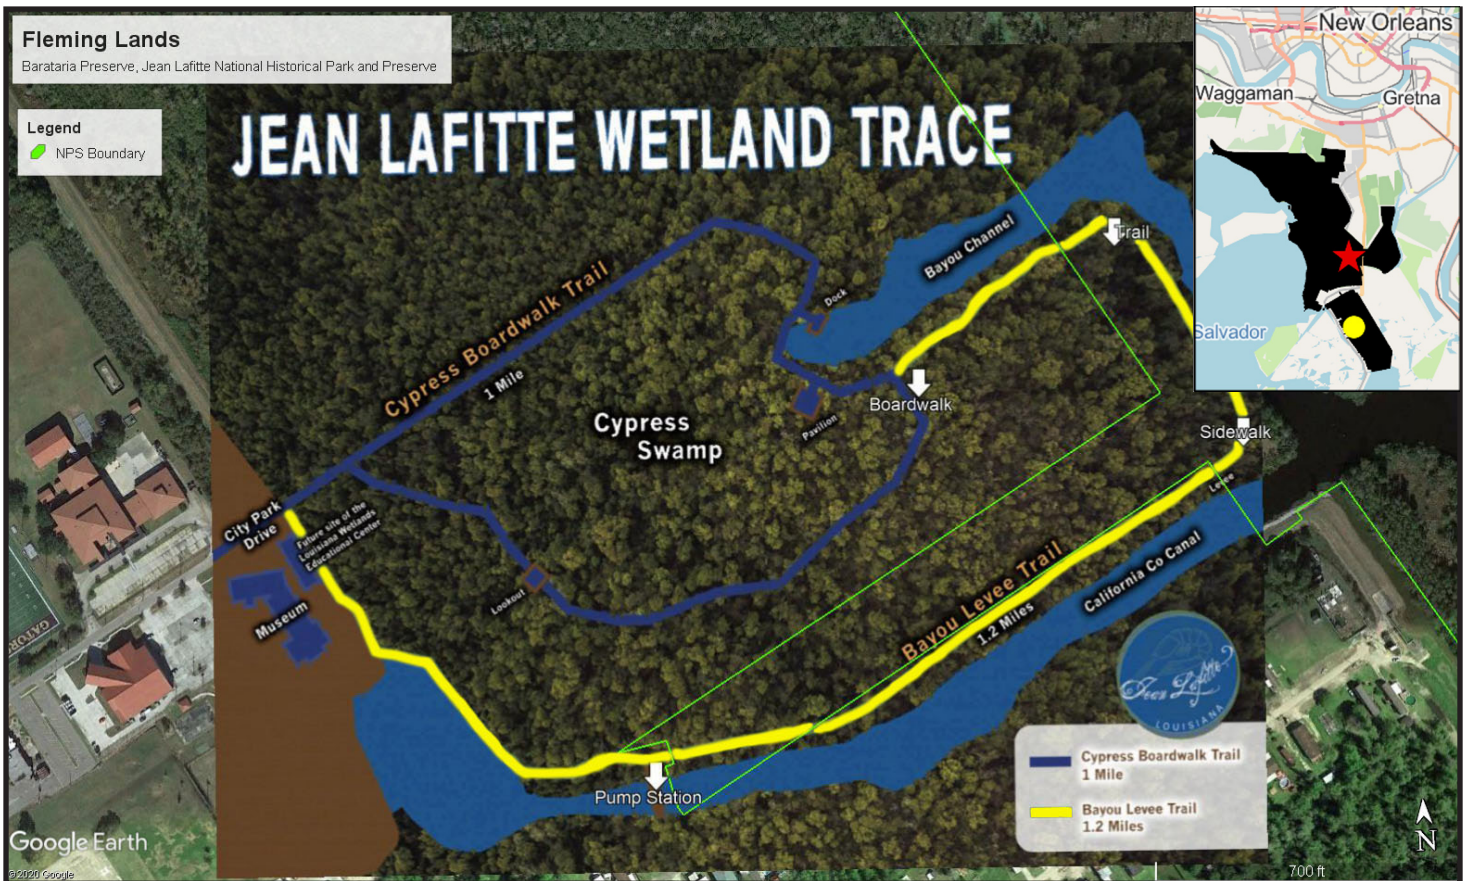 Fleming Lands
Barataria Preserve, Jean Lafitte National Historical Park and Preserve
Legend
NPS Boundary
JEAN LAFITTE WETLAND TRACE
New Orleans
Waggaman
Gretna
Salvador
Bayou Channel
Trail
Cypress Boardwalk Trail
1 Mile
Dock
Cypress
Swamp
Pavilion
Boardwalk
Sidewalk
Levee
City Park
Drive
Future site of the
Louisiana Wetlands
Educational Center
Museum
Lookout
Bayou Levee Trail
1.2 Miles
California Co Canal
GATOR
Jean Lafitte
LOUISIANA
Cypress Boardwalk Trail
1 Mile
Bayou Levee Trail
1.2 Miles
Pump Station
Google Earth
©2020 Google
700 ft
N